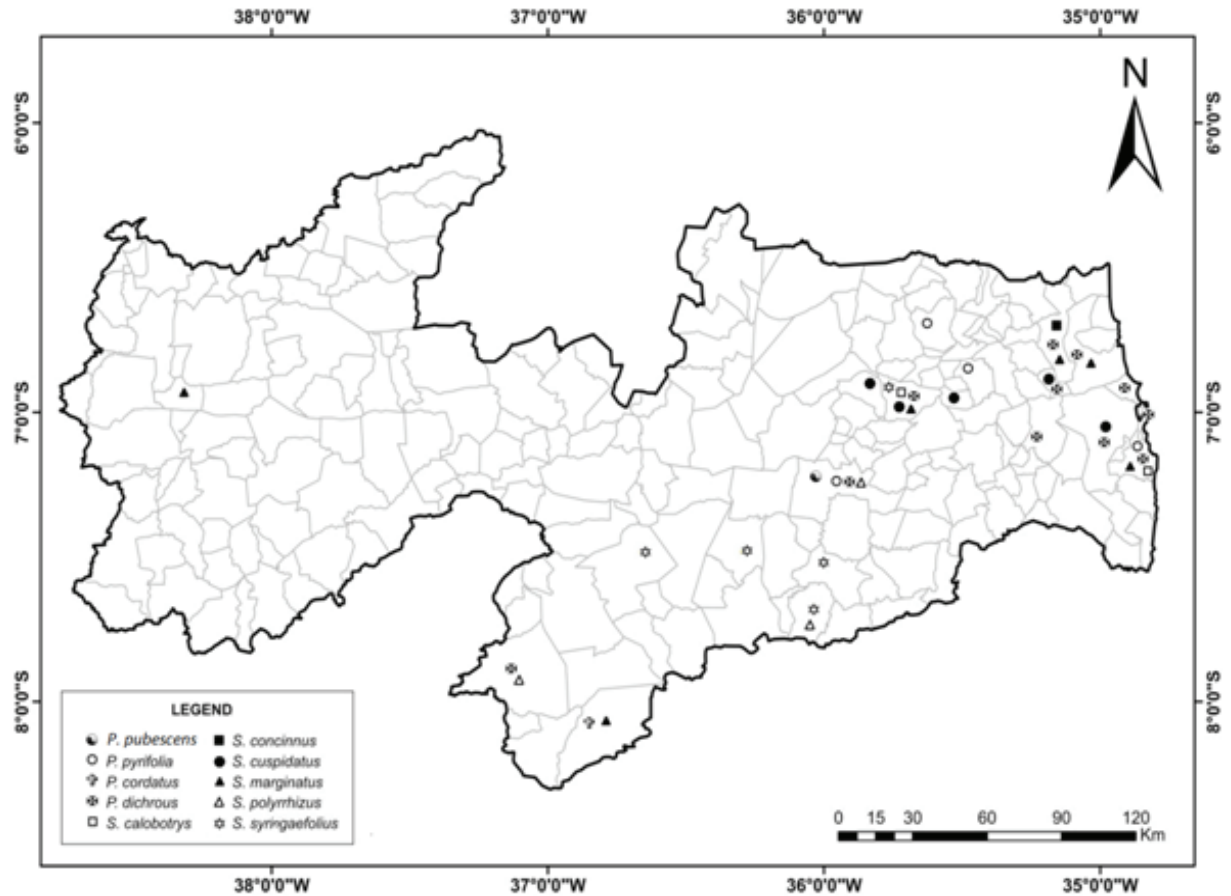 38°0'0"W 37°0'0"W 36°0'0"W 35°0'0"W
N
6°0'0"S 6°0'0"S
7°0'0"S 7°0'0"S
8°0'0"S 8°0'0"S
LEGEND
P. pubescens S. concinnus
P. pyrifolia S. cuspidatus
P. cordatus S. marginatus
P. dichrous S. polyrrhizus
S. calobotrys S. syringaefolius
0 15 30 60 90 120
Km
38°0'0"W 37°0'0"W 36°0'0"W 35°0'0"W